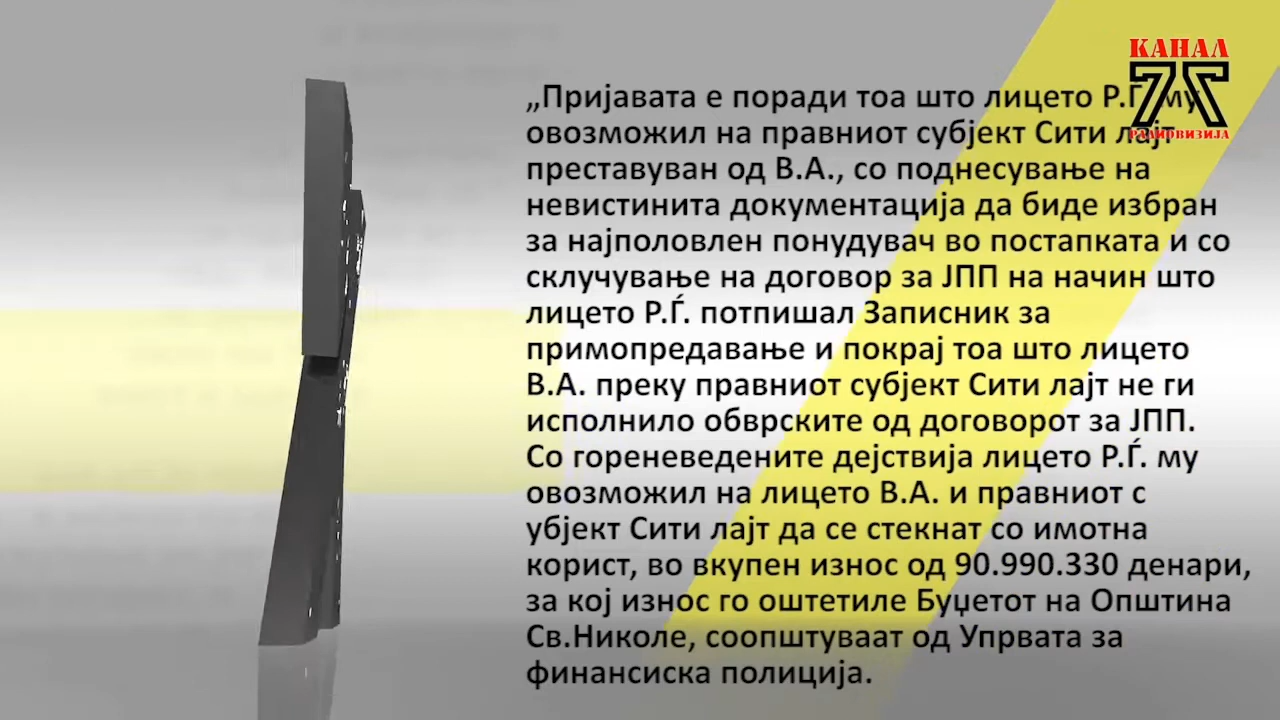 КАНАЛ
77
РАДИОВИЗИЈА
„Пријавата е поради тоа што лицето Р.Ѓ. му
овозможил на правниот субјект Сити лајт
преставуван од В.А., со поднесување на
невистинита документација да биде избран
за најполовлен понудувач во постапката и со
склучување на договор за ЈПП на начин што
лицето Р.Ѓ. потпишал Записник за
примопредавање и покрај тоа што лицето
В.А. преку правниот субјект Сити лајт не ги
исполнило обврските од договорот за ЈПП.
Со гореневедените дејствија лицето Р.Ѓ. му
овозможил на лицето В.А. и правниот с
убјект Сити лајт да се стекнат со имотна
корист, во вкупен износ од 90.990.330 денари,
за кој износ го оштетиле Буџетот на Општина
Св.Николе, соопштуваат од Упрвата за
финансиска полиција.